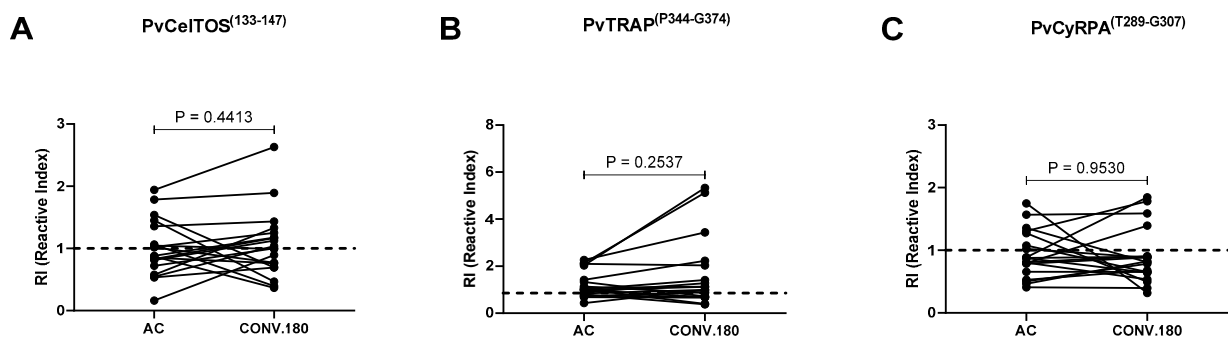 A
PvCelTOS(133-147)
P = 0.4413
RI (Reactive Index)
3
2
1
0
AC
CONV.180
B
PvTRAP(P344-G374)
P = 0.2537
RI (Reactive Index)
8
6
4
2
0
AC
CONV.180
C
PvCyRPA(T289-G307)
P = 0.9530
RI (Reactive Index)
3
2
1
0
AC
CONV.180